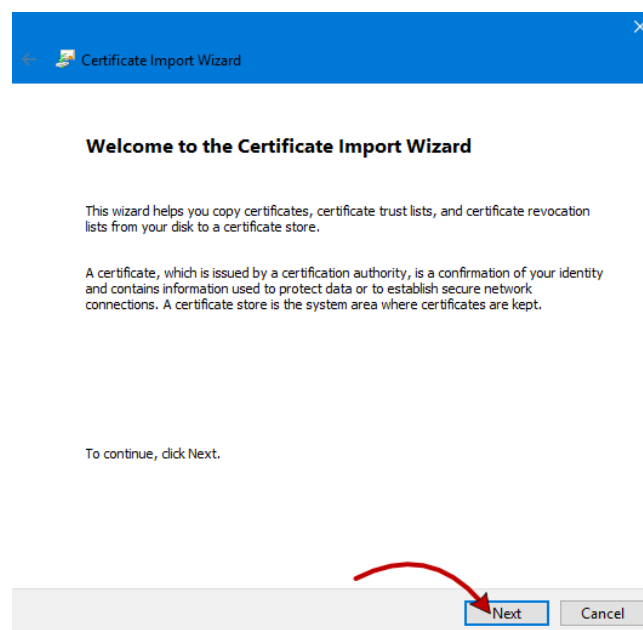 Certificate Import Wizard
Welcome to the Certificate Import Wizard
This wizard helps you copy certificates, certificate trust lists, and certificate revocation
lists from your disk to a certificate store.
A certificate, which is issued by a certification authority, is a confirmation of your identity
and contains information used to protect data or to establish secure network
connections. A certificate store is the system area where certificates are kept.
To continue, click Next.
Next Cancel